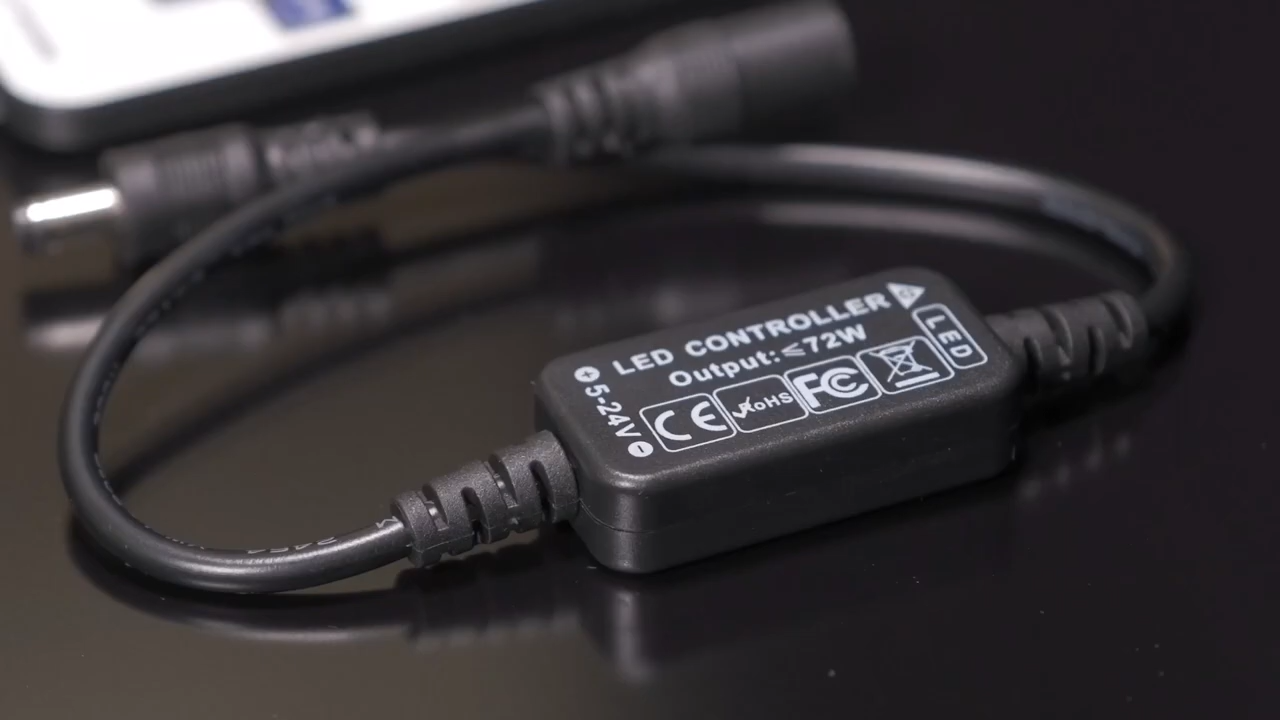 LED CONTROLLER
Output:≤72W
+ 5-24V -
CE RoHS FC
LED